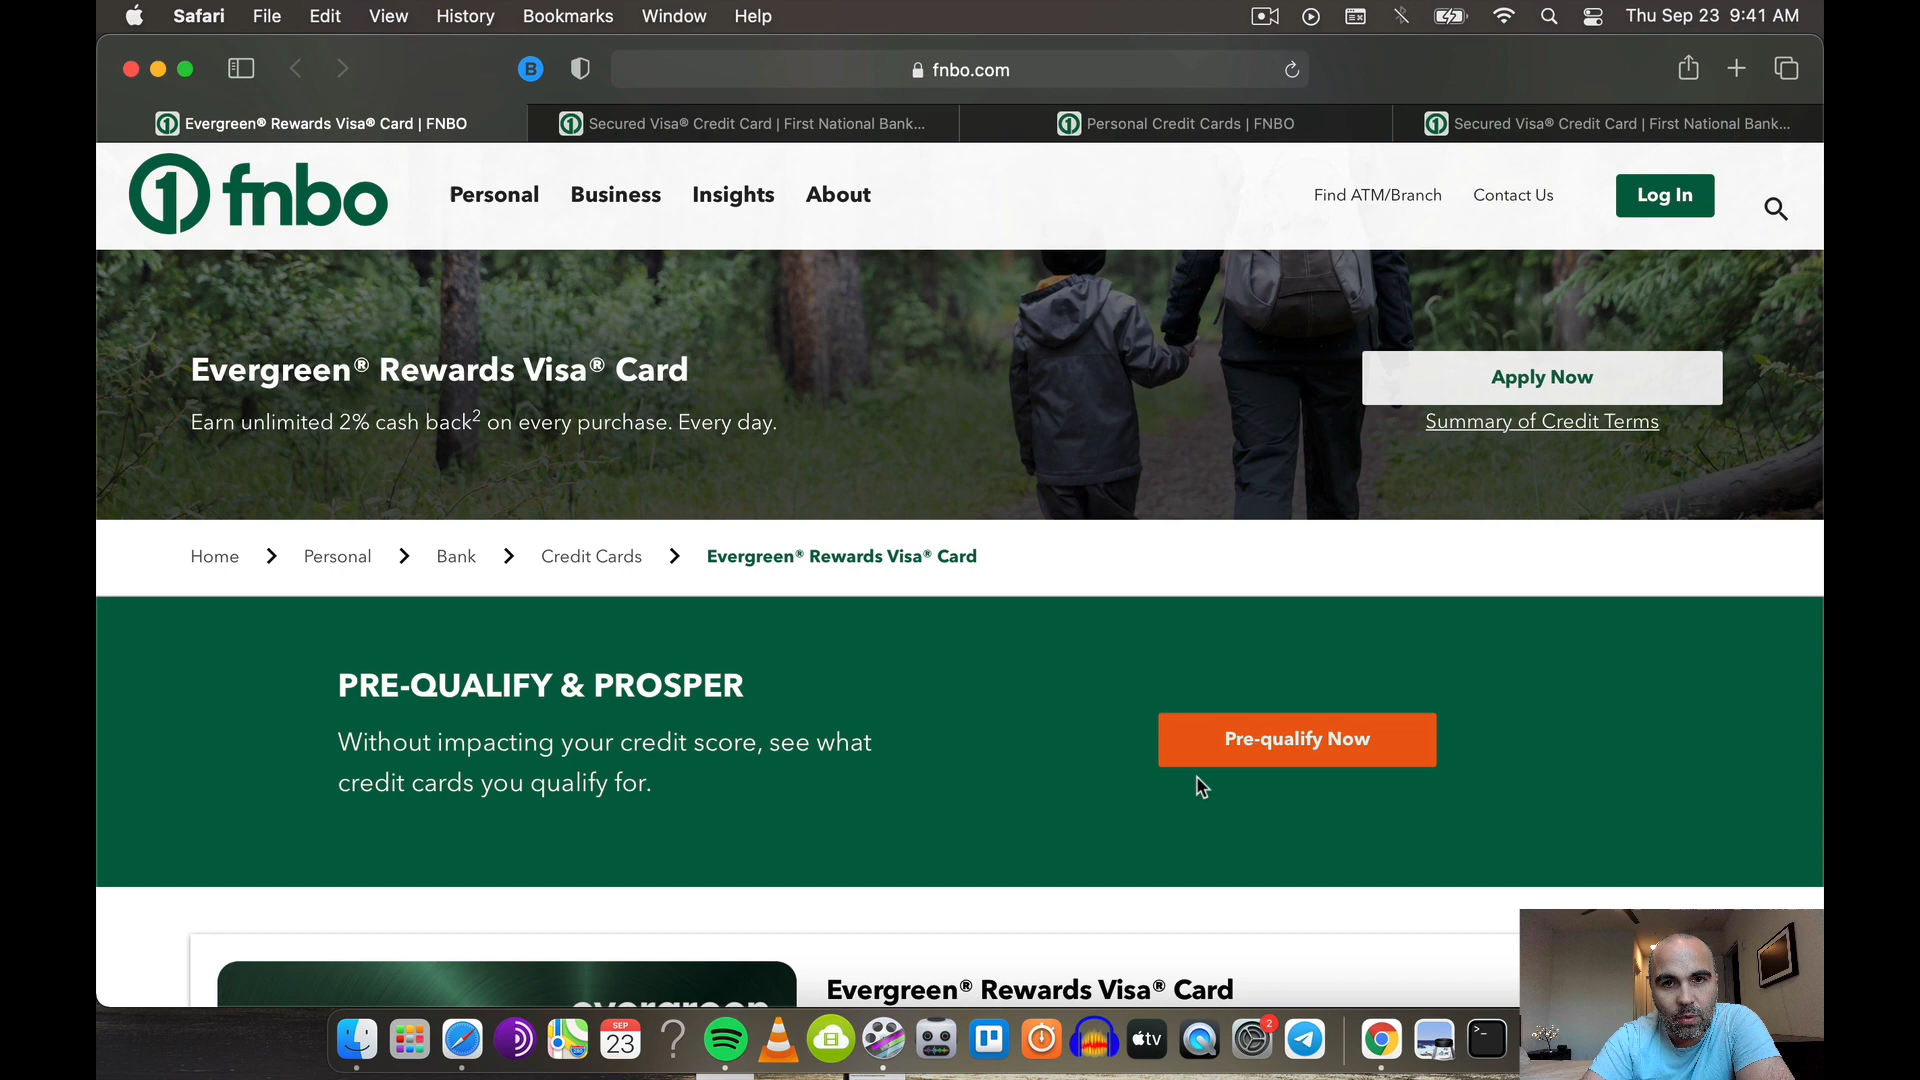 Safari File Edit View History Bookmarks Window Help
Thu Sep 23 9:41 AM
B
fnbo.com
Evergreen® Rewards Visa® Card | FNBO
Secured Visa® Credit Card | First National Bank...
Personal Credit Cards | FNBO
Secured Visa® Credit Card | First National Bank...
1 fnbo
Personal Business Insights About
Find ATM/Branch Contact Us Log In
Evergreen® Rewards Visa® Card
Earn unlimited 2% cash back2 on every purchase. Every day.
Apply Now
Summary of Credit Terms
Home > Personal > Bank > Credit Cards > Evergreen® Rewards Visa® Card
PRE-QUALIFY & PROSPER
Without impacting your credit score, see what
credit cards you qualify for.
Pre-qualify Now
evergreen
Evergreen® Rewards Visa® Card
SEP
23
?
tv
2
>_